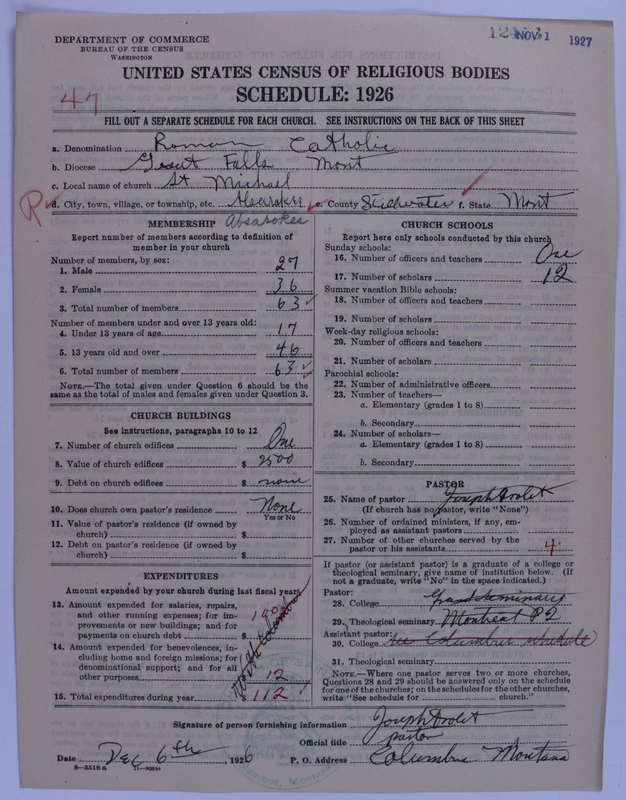 DEPARTMENT OF COMMERCE
BUREAU OF THE CENSUS
WASHINGTON
NOV 1 1927
UNITED STATES CENSUS OF RELIGIOUS BODIES
SCHEDULE: 1926
47
FILL OUT A SEPARATE SCHEDULE FOR EACH CHURCH. SEE INSTRUCTIONS ON THE BACK OF THIS SHEET
a. Denomination Roman Catholic
b. Diocese Great Falls Mont
c. Local name of church St Michael
R d. City, town, village, or township, etc. Absarokee e. County Stillwater f. State Mont
Absarokee
MEMBERSHIP
Report number of members according to definition of
member in your church
Number of members, by sex:
1. Male 27
2. Female 36
3. Total number of members 63
Number of members under and over 13 years old:
4. Under 13 years of age 17
5. 13 years old and over 46
6. Total number of members 63
NOTE.—The total given under Question 6 should be the
same as the total of males and females given under Question 3.
CHURCH BUILDINGS
See instructions, paragraphs 10 to 12
7. Number of church edifices One
8. Value of church edifices $ 2500
9. Debt on church edifices $ none
10. Does church own pastor's residence None
Yes or No
11. Value of pastor's residence (if owned by
church) $
12. Debt on pastor's residence (if owned by
church) $
EXPENDITURES
Amount expended by your church during last fiscal year
13. Amount expended for salaries, repairs,
and other running expenses; for im-
provements or new buildings; and for
payments on church debt $ 100
14. Amount expended for benevolences, in-
cluding home and foreign missions; for
denominational support; and for all
other purposes $ 12
15. Total expenditures during year $ 112
CHURCH SCHOOLS
Report here only schools conducted by this church
Sunday schools:
16. Number of officers and teachers One
17. Number of scholars 12
Summer vacation Bible schools:
18. Number of officers and teachers
19. Number of scholars
Week-day religious schools:
20. Number of officers and teachers
21. Number of scholars
Parochial schools:
22. Number of administrative officers
23. Number of teachers—
a. Elementary (grades 1 to 8)
b. Secondary
24. Number of scholars—
a. Elementary (grades 1 to 8)
b. Secondary
PASTOR
25. Name of pastor Joseph Drolet
(If church has no pastor, write "None")
26. Number of ordained ministers, if any, em-
ployed as assistant pastors
27. Number of other churches served by the
pastor or his assistants 4
If pastor (or assistant pastor) is a graduate of a college or
theological seminary, give name of institution below. (If
not a graduate, write "No" in the space indicated.)
Pastor:
28. College Grand Seminaire
29. Theological seminary Montreal P2
Assistant pastor:
30. College see Columbus schedule
31. Theological seminary
NOTE.—Where one pastor serves two or more churches,
Questions 28 and 29 should be answered only on the schedule
for one of the churches; on the schedules for the other churches,
write "See schedule for church."
Signature of person furnishing information Joseph Drolet
Official title pastor
Date Dec 6th, 1926 P. O. Address Columbus Montana
8—5518 a